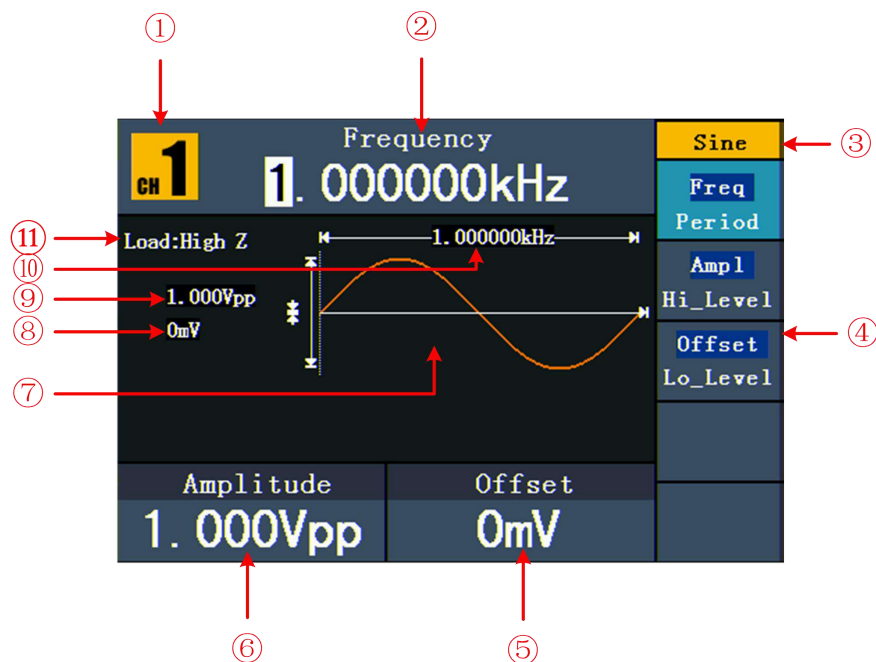 ① ②
Frequency
CH 1
1. 000000kHz
Sine ③
Freq
Period
⑪ Load:High Z
1.000000kHz
⑩
Ampl
Hi_Level
⑨ 1.000Vpp
⑧ 0mV
Offset
Lo_Level
④
⑦
Amplitude Offset
1. 000Vpp 0mV
⑥ ⑤